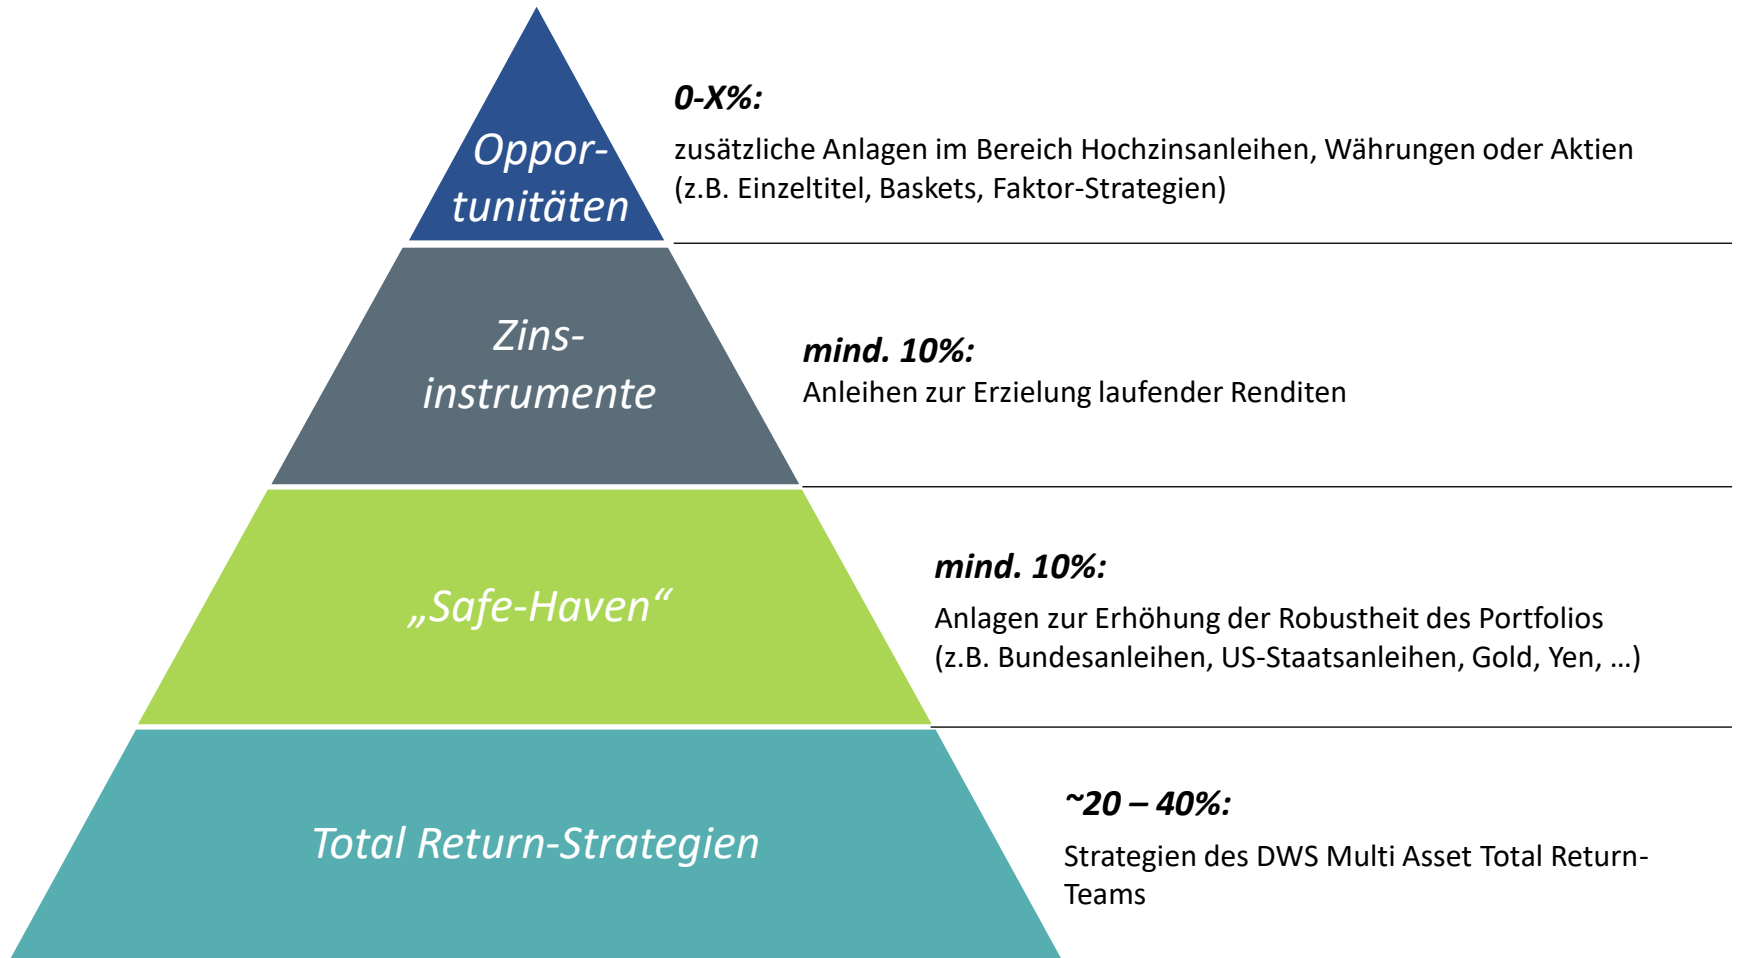 Oppor-
tunitäten
0-X%:
zusätzliche Anlagen im Bereich Hochzinsanleihen, Währungen oder Aktien
(z.B. Einzeltitel, Baskets, Faktor-Strategien)
Zins-
instrumente
mind. 10%:
Anleihen zur Erzielung laufender Renditen
„Safe-Haven“
mind. 10%:
Anlagen zur Erhöhung der Robustheit des Portfolios
(z.B. Bundesanleihen, US-Staatsanleihen, Gold, Yen, …)
Total Return-Strategien
~20 – 40%:
Strategien des DWS Multi Asset Total Return-
Teams